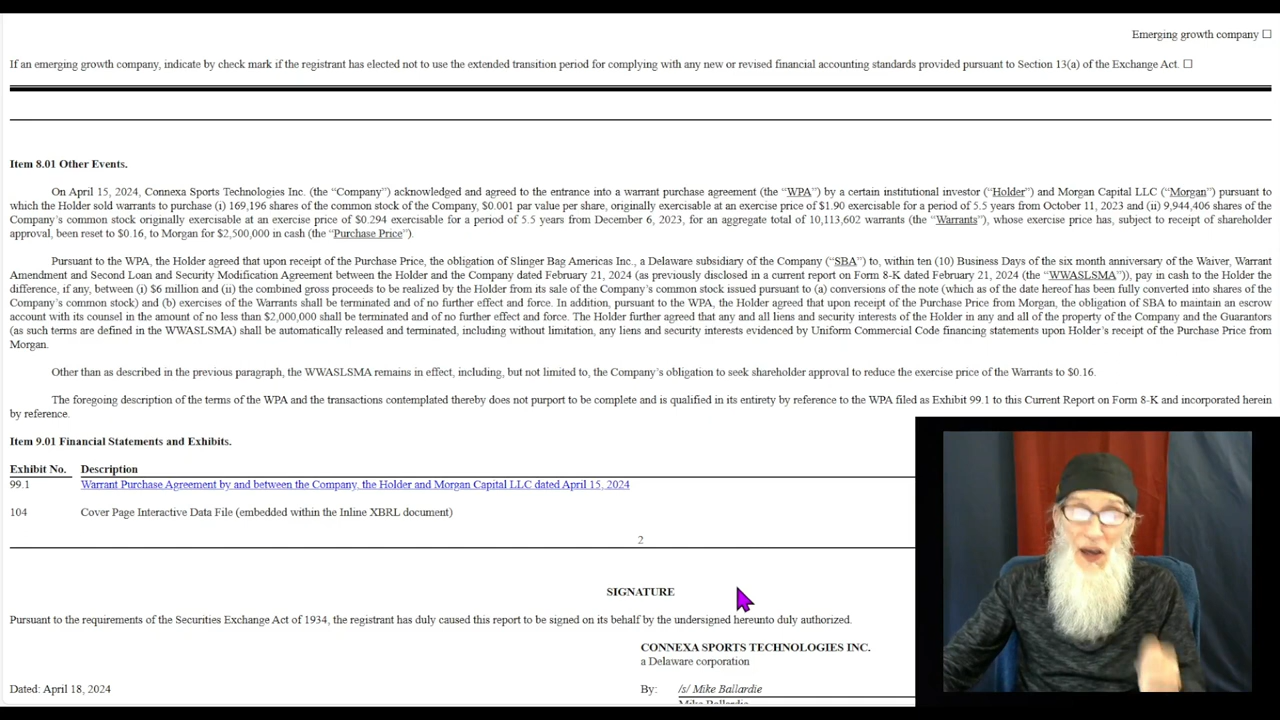 Emerging growth company ☐
If an emerging growth company, indicate by check mark if the registrant has elected not to use the extended transition period for complying with any new or revised financial accounting standards provided pursuant to Section 13(a) of the Exchange Act. ☐
Item 8.01 Other Events.
On April 15, 2024, Connexa Sports Technologies Inc. (the “Company”) acknowledged and agreed to the entrance into a warrant purchase agreement (the “WPA”) by a certain institutional investor (“Holder”) and Morgan Capital LLC (“Morgan”) pursuant to
which the Holder sold warrants to purchase (i) 169,196 shares of the common stock of the Company, $0.001 par value per share, originally exercisable at an exercise price of $1.90 exercisable for a period of 5.5 years from October 11, 2023 and (ii) 9,944,406 shares of the
Company’s common stock originally exercisable at an exercise price of $0.294 exercisable for a period of 5.5 years from December 6, 2023, for an aggregate total of 10,113,602 warrants (the “Warrants”), whose exercise price has, subject to receipt of shareholder
approval, been reset to $0.16, to Morgan for $2,500,000 in cash (the “Purchase Price”).
Pursuant to the WPA, the Holder agreed that upon receipt of the Purchase Price, the obligation of Slinger Bag Americas Inc., a Delaware subsidiary of the Company (“SBA”) to, within ten (10) Business Days of the six month anniversary of the Waiver, Warrant
Amendment and Second Loan and Security Modification Agreement between the Holder and the Company dated February 21, 2024 (as previously disclosed in a current report on Form 8-K dated February 21, 2024 (the “WWASLSMA”)), pay in cash to the Holder the
difference, if any, between (i) $6 million and (ii) the combined gross proceeds to be realized by the Holder from its sale of the Company’s common stock issued pursuant to (a) conversions of the note (which as of the date hereof has been fully converted into shares of the
Company’s common stock) and (b) exercises of the Warrants shall be terminated and of no further effect and force. In addition, pursuant to the WPA, the Holder agreed that upon receipt of the Purchase Price from Morgan, the obligation of SBA to maintain an escrow
account with its counsel in the amount of no less than $2,000,000 shall be terminated and of no further effect and force. The Holder further agreed that any and all liens and security interests of the Holder in any and all of the property of the Company and the Guarantors
(as such terms are defined in the WWASLSMA) shall be automatically released and terminated, including without limitation, any liens and security interests evidenced by Uniform Commercial Code financing statements upon Holder’s receipt of the Purchase Price from
Morgan.
Other than as described in the previous paragraph, the WWASLSMA remains in effect, including, but not limited to, the Company’s obligation to seek shareholder approval to reduce the exercise price of the Warrants to $0.16.
The foregoing description of the terms of the WPA and the transactions contemplated thereby does not purport to be complete and is qualified in its entirety by reference to the WPA filed as Exhibit 99.1 to this Current Report on Form 8-K and incorporated herein
by reference.
Item 9.01 Financial Statements and Exhibits.
Exhibit No. Description
99.1 Warrant Purchase Agreement by and between the Company, the Holder and Morgan Capital LLC dated April 15, 2024
104 Cover Page Interactive Data File (embedded within the Inline XBRL document)
2
SIGNATURE
Pursuant to the requirements of the Securities Exchange Act of 1934, the registrant has duly caused this report to be signed on its behalf by the undersigned hereunto duly authorized.
CONNEXA SPORTS TECHNOLOGIES INC.
a Delaware corporation
Dated: April 18, 2024 By: /s/ Mike Ballardie
Mike Ballardie